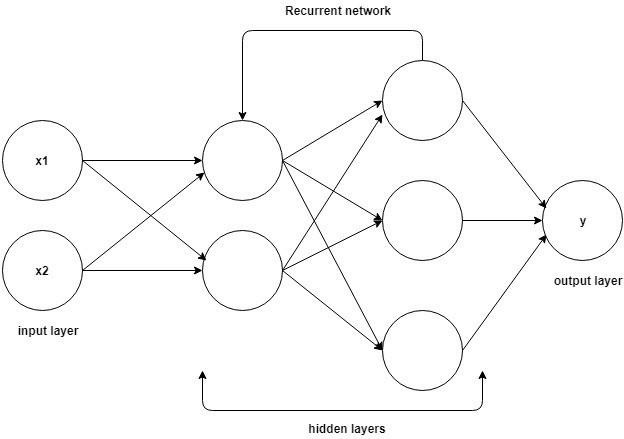 Recurrent network
x1
x2
y
input layer
output layer
hidden layers